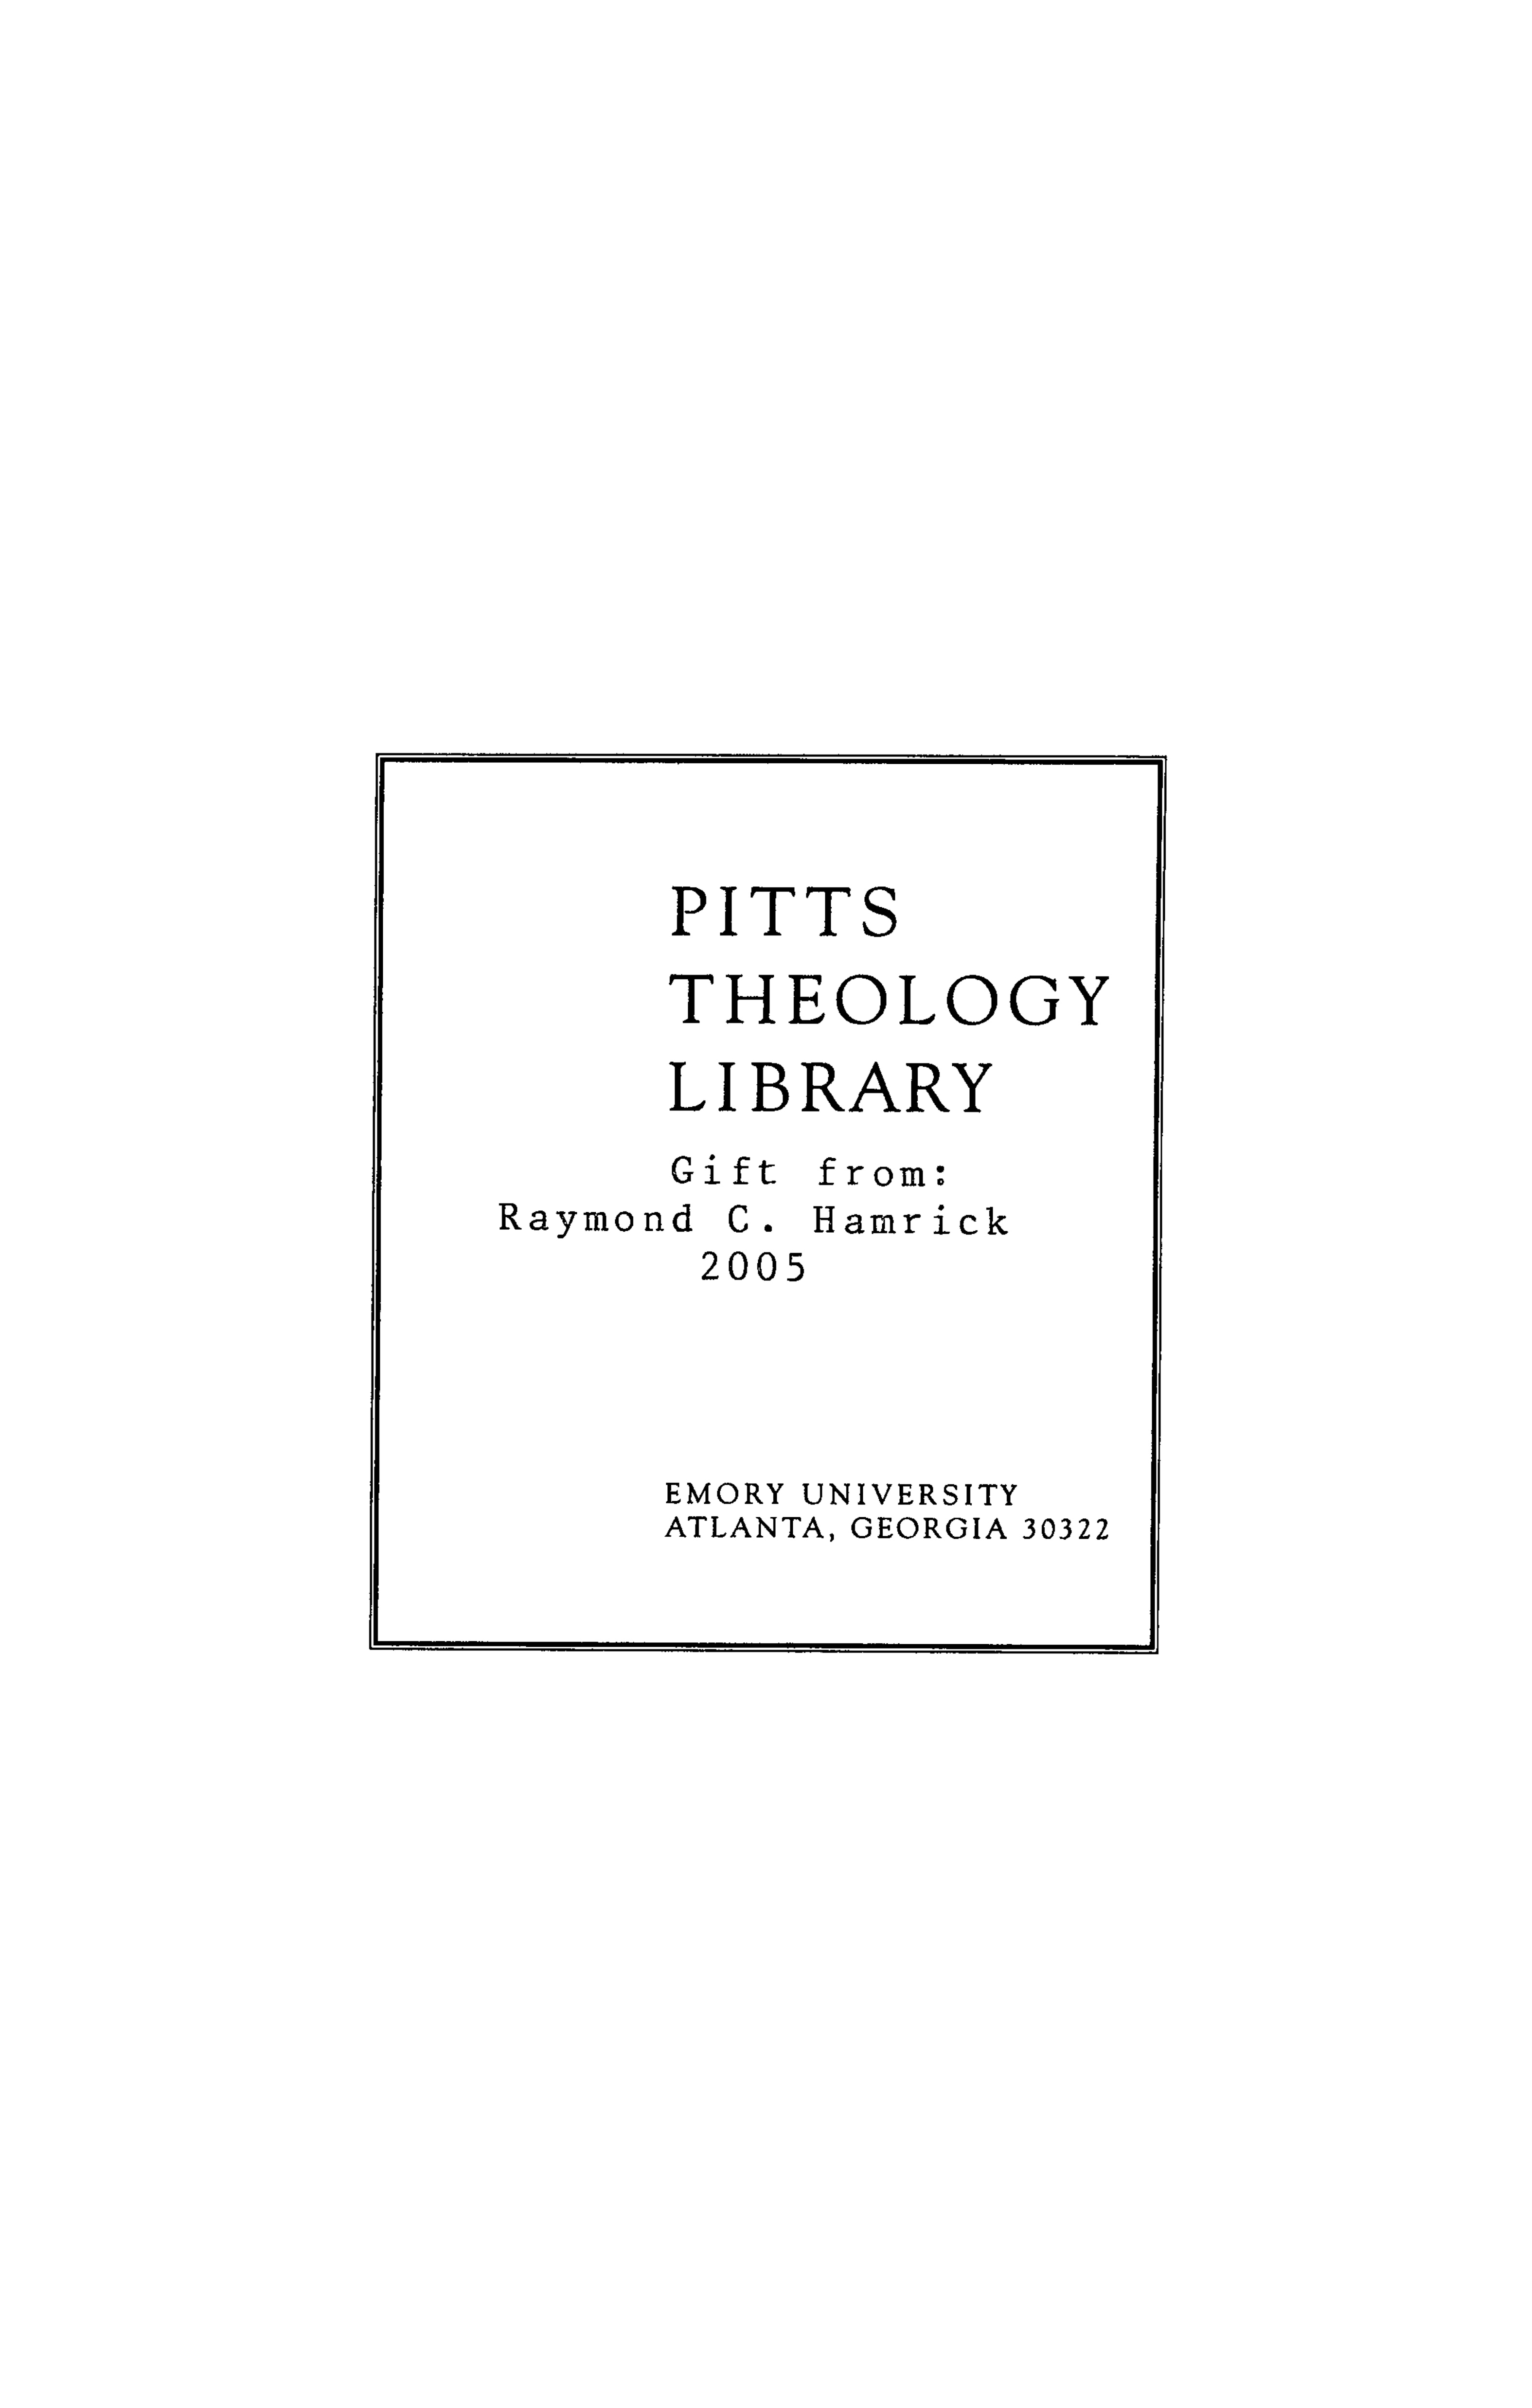 PITTS
THEOLOGY
LIBRARY
Gift from:
Raymond C. Hamrick
2005
EMORY UNIVERSITY
ATLANTA, GEORGIA 30322